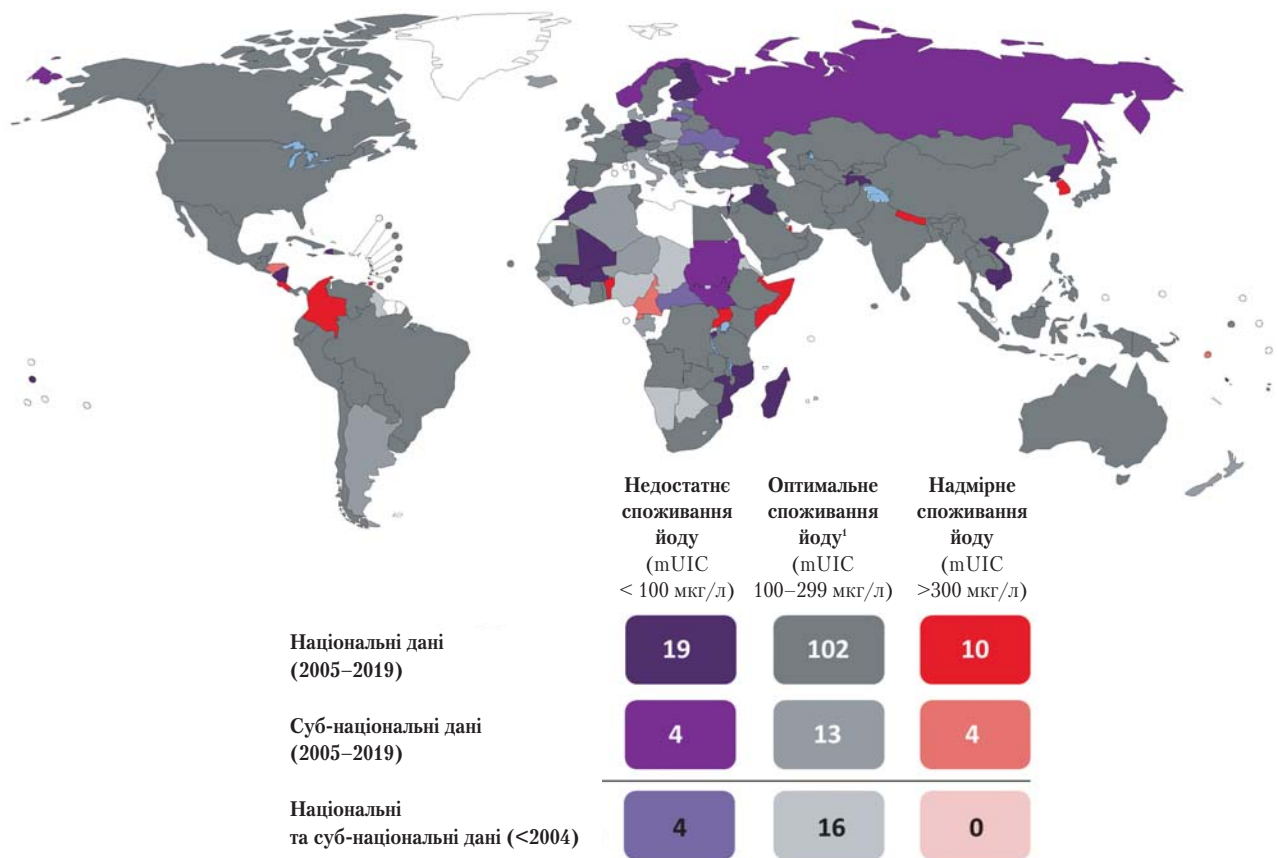 Недостатнє
споживання
йоду
(mUIC
< 100 мкг/л)
Оптимальне
споживання
йоду¹
(mUIC
100–299 мкг/л)
Надмірне
споживання
йоду
(mUIC
>300 мкг/л)
Національні дані
(2005–2019)
19
102
10
Суб-національні дані
(2005–2019)
4
13
4
Національні
та суб-національні дані (<2004)
4
16
0